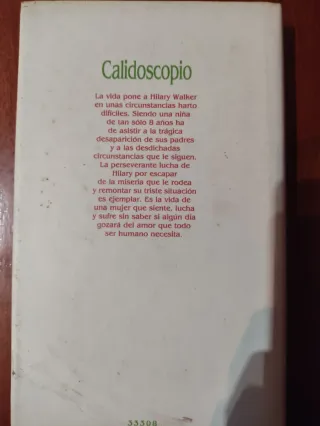 Calidoscopio
La vida pone a Hilary Walker
en unas circunstancias harto
difíciles. Siendo una niña
de tan sólo 8 años ha
de asistir a la trágica
desaparición de sus padres
y a las desdichadas
circunstancias que le siguen.
La perseverante lucha de
Hilary por escapar
de la miseria que le rodea
y remontar su triste situación
es ejemplar. Es la vida de
una mujer que siente, lucha
y sufre sin saber si algún día
gozará del amor que todo
ser humano necesita.
33308